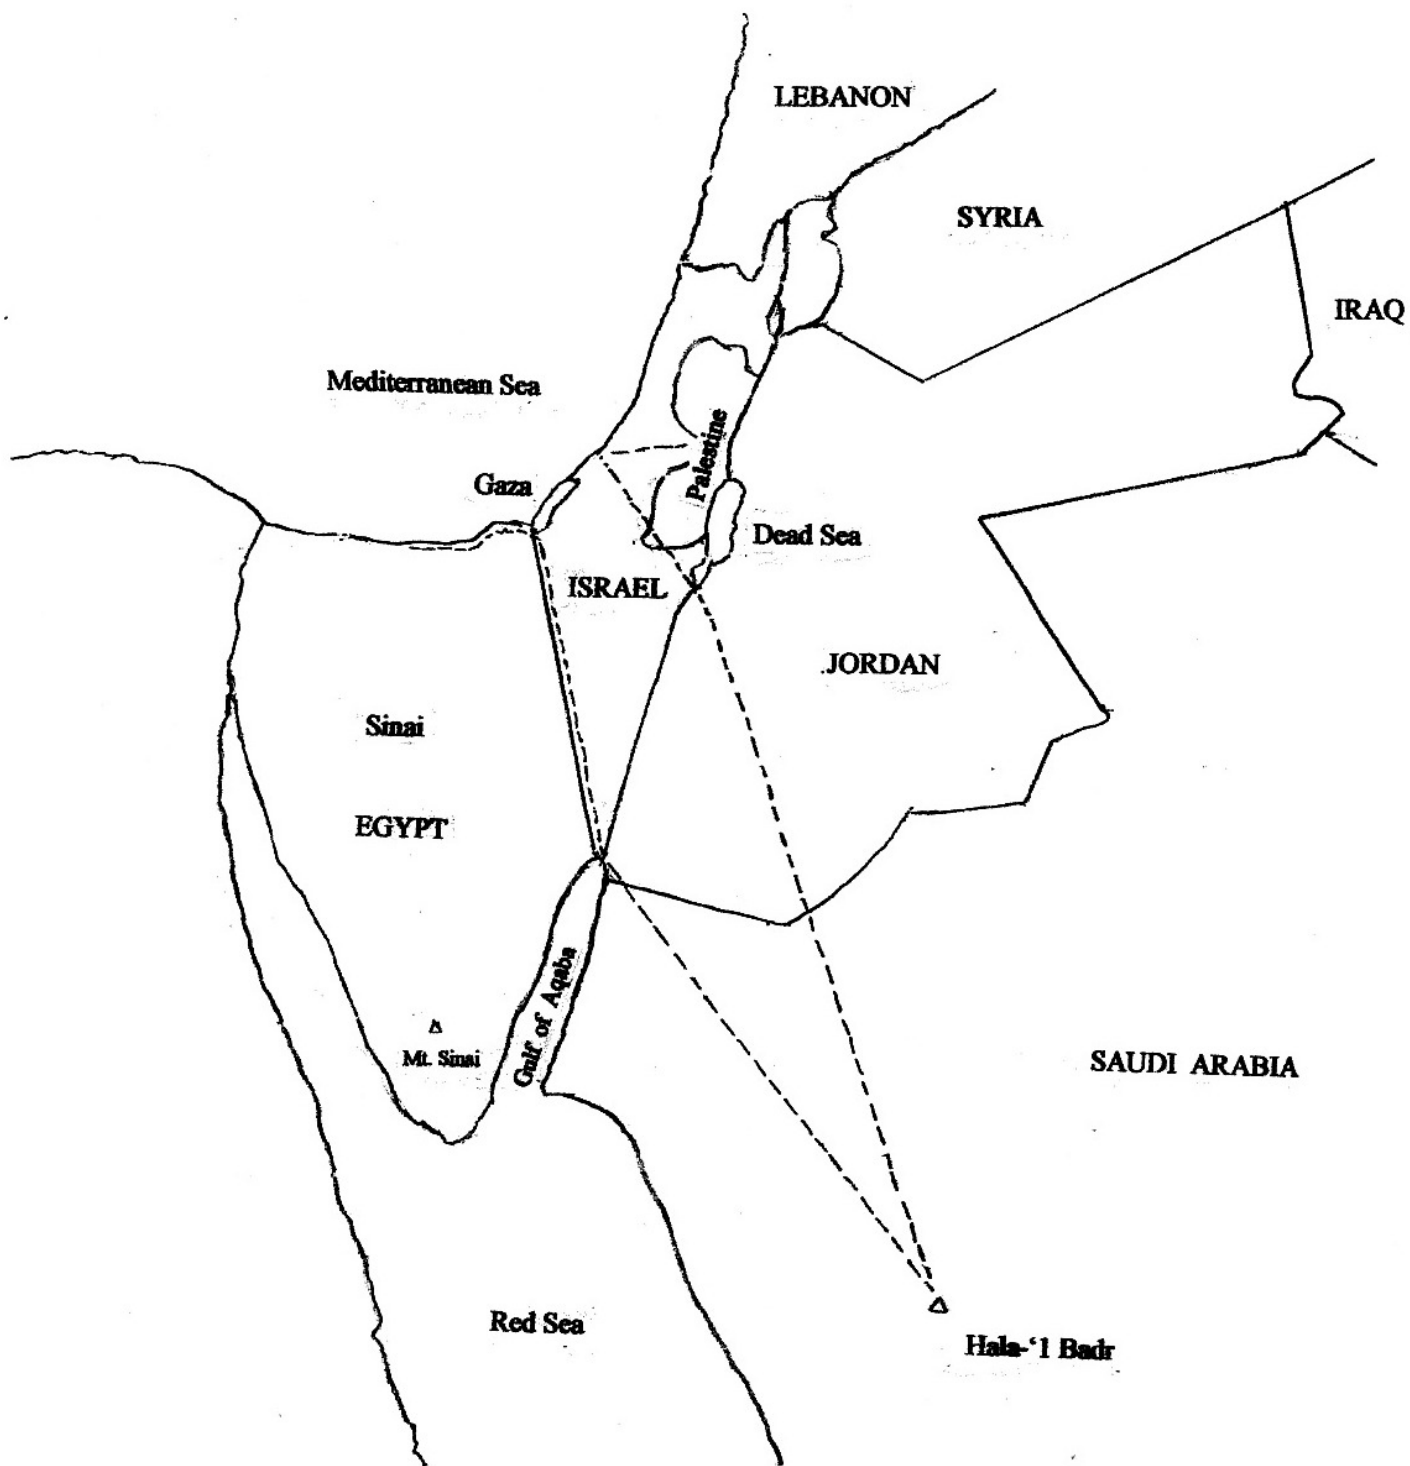 LEBANON
SYRIA
IRAQ
Mediterranean Sea
Palestine
Gaza
Dead Sea
ISRAEL
.JORDAN
Sinai
EGYPT
Gulf of Aqaba
Mt. Sinai
SAUDI ARABIA
Red Sea
Hala-‘l Badr